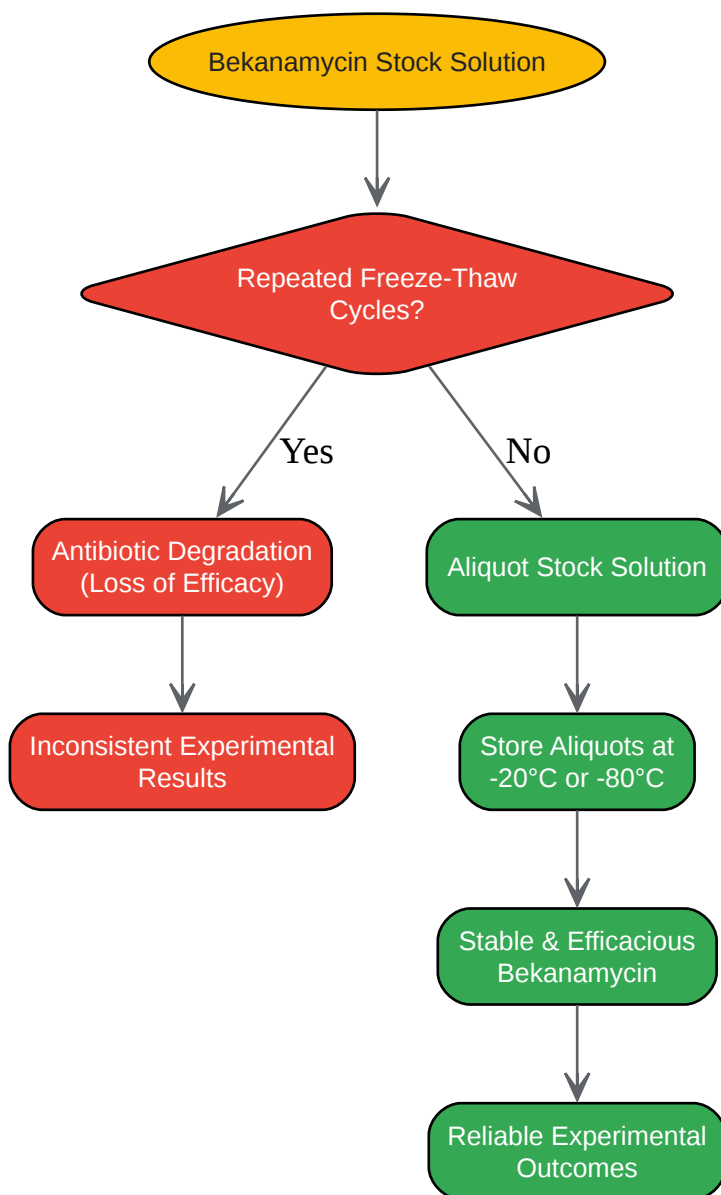 Bekanamycin Stock Solution
Repeated Freeze-Thaw
Cycles?
Yes
No
Antibiotic Degradation
(Loss of Efficacy)
Aliquot Stock Solution
Inconsistent Experimental
Results
Store Aliquots at
-20°C or -80°C
Stable & Efficacious
Bekanamycin
Reliable Experimental
Outcomes